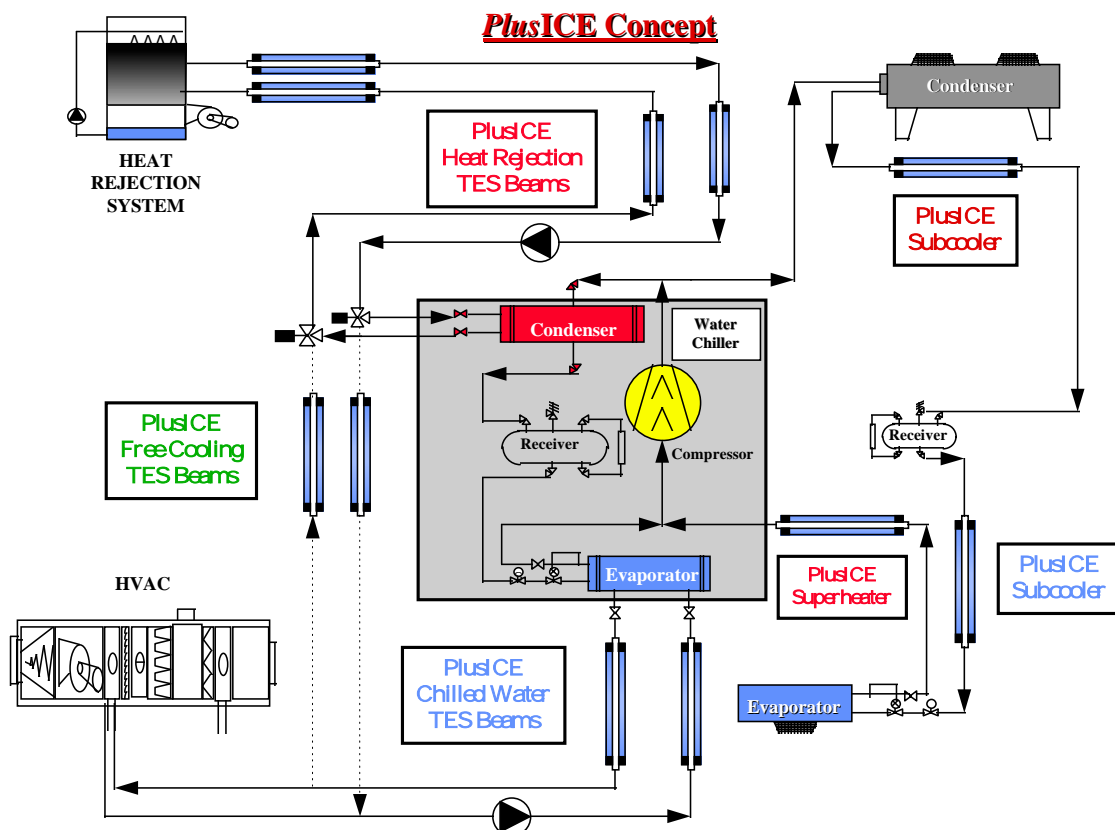 PlusICE Concept
Condenser
PlusICE
Heat Rejection
TES Beams
HEAT
REJECTION
SYSTEM
PlusICE
Subcooler
Condenser
Water
Chiller
PlusICE
Free Cooling
TES Beams
Receiver
Compressor
Receiver
HVAC
Evaporator
PlusICE
Superheater
PlusICE
Subcooler
PlusICE
Chilled Water
TES Beams
Evaporator